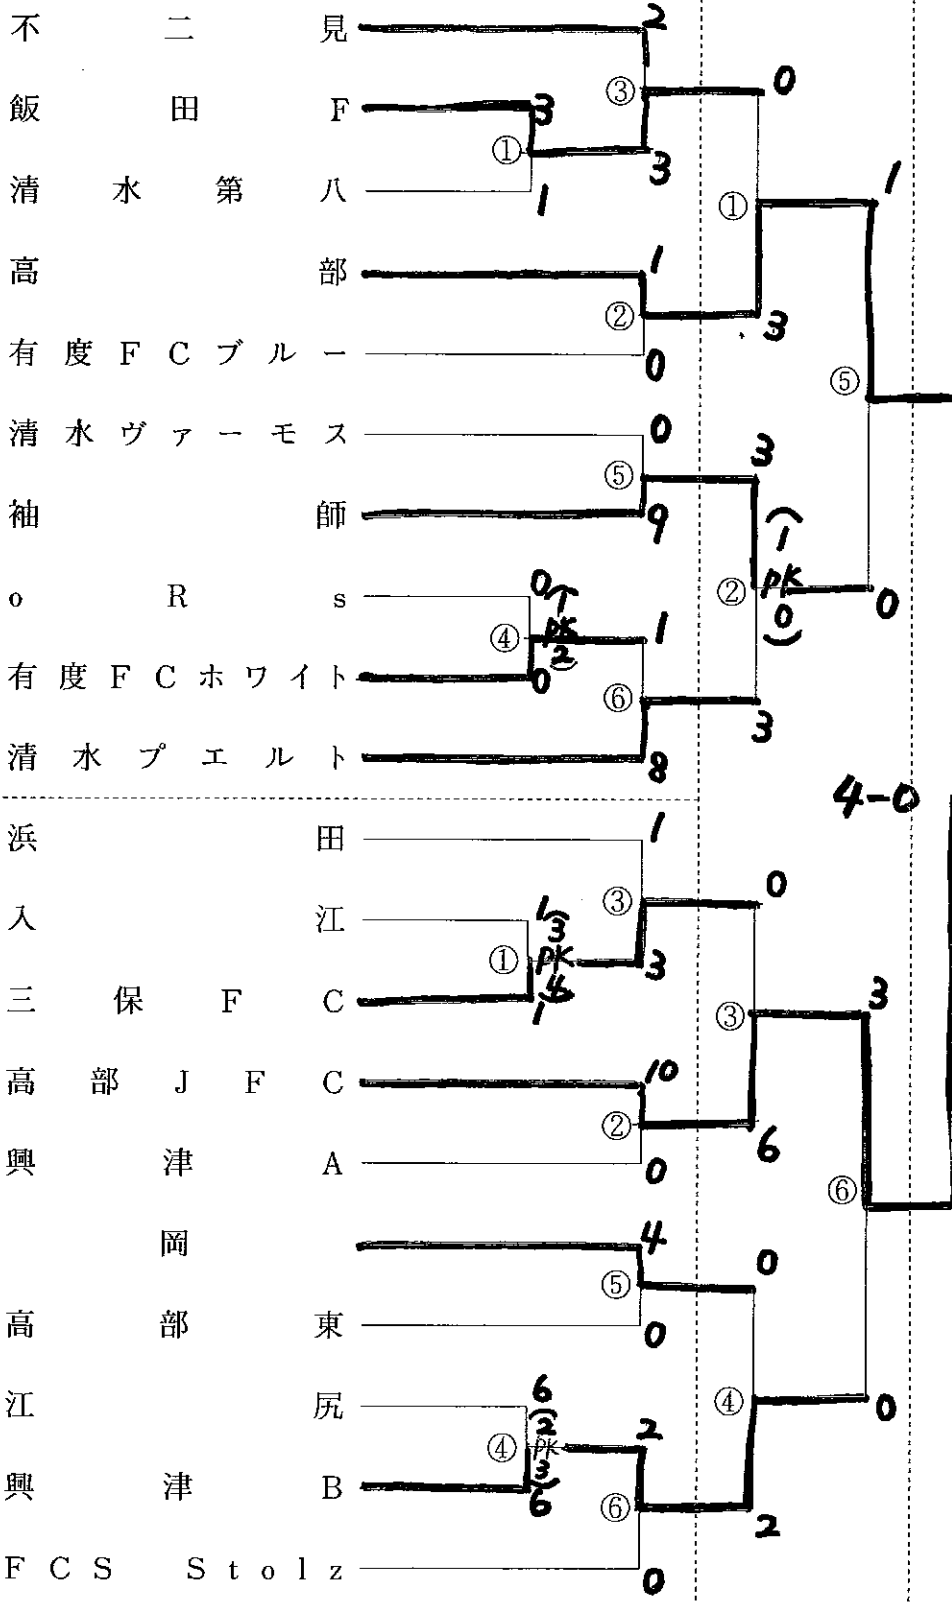 不二見 2
③ 0
飯田F 3
① 3
清水第八 1
① 1
高部 1
② 3
有度FCブルー 0
⑤
清水ヴァーモス 0
⑤ 3
袖師 9
② (1 PK 0) 0
oRs 0
④ (1 PK 2) 1
有度FCホワイト 0
⑥ 3
清水プエルト 8
4-0
浜田 1
③ 0
入江 1
① (3 PK 4) 3
三保FC 1
③ 3
高部JFC 10
② 6
興津A 0
⑥
岡 4
⑤ 0
高部東 0
④ 0
江尻 6
④ (2 PK 3) 2
興津B 6
⑥ 2
FCS Stolz 0